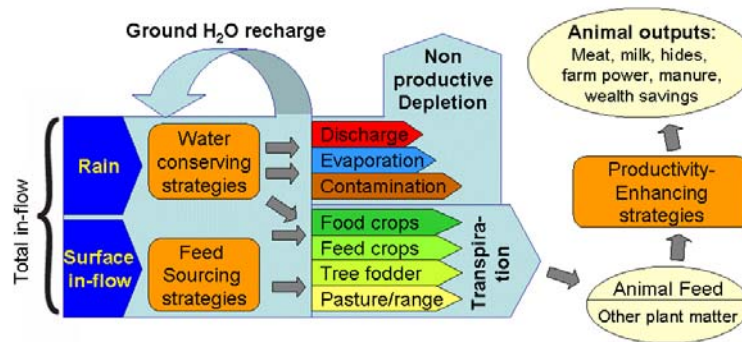 Ground H₂O recharge
Total in-flow
Rain
Surface
in-flow
Water
conserving
strategies
Feed
Sourcing
strategies
Discharge
Evaporation
Contamination
Food crops
Feed crops
Tree fodder
Pasture/range
Non
productive
Depletion
Transpira-
tion
Animal outputs:
Meat, milk, hides,
farm power, manure,
wealth savings
Productivity-
Enhancing
strategies
Animal Feed
Other plant matter